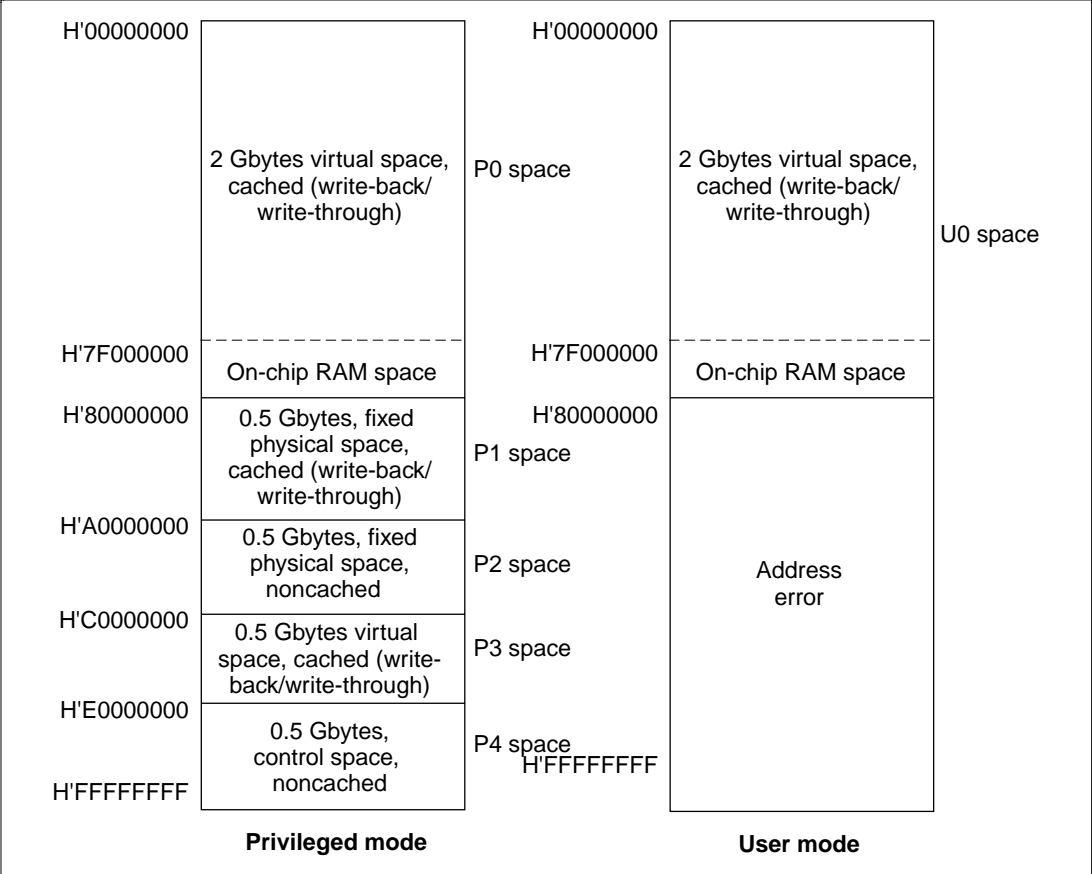 H'00000000
2 Gbytes virtual space,
cached (write-back/
write-through)
P0 space
H'7F000000
On-chip RAM space
H'80000000
0.5 Gbytes, fixed
physical space,
cached (write-back/
write-through)
P1 space
H'A0000000
0.5 Gbytes, fixed
physical space,
noncached
P2 space
H'C0000000
0.5 Gbytes virtual
space, cached (write-
back/write-through)
P3 space
H'E0000000
0.5 Gbytes,
control space,
noncached
P4 space
H'FFFFFFFF
Privileged mode
H'00000000
2 Gbytes virtual space,
cached (write-back/
write-through)
U0 space
H'7F000000
On-chip RAM space
H'80000000
Address
error
H'FFFFFFFF
User mode